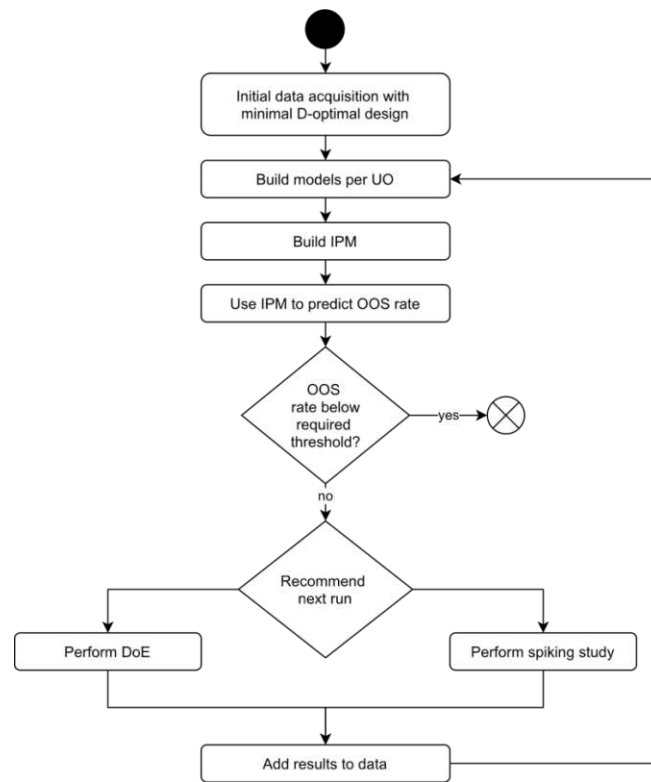 Initial data acquisition with
minimal D-optimal design
Build models per UO
Build IPM
Use IPM to predict OOS rate
OOS
rate below
required
threshold?
yes
no
Recommend
next run
Perform DoE
Perform spiking study
Add results to data